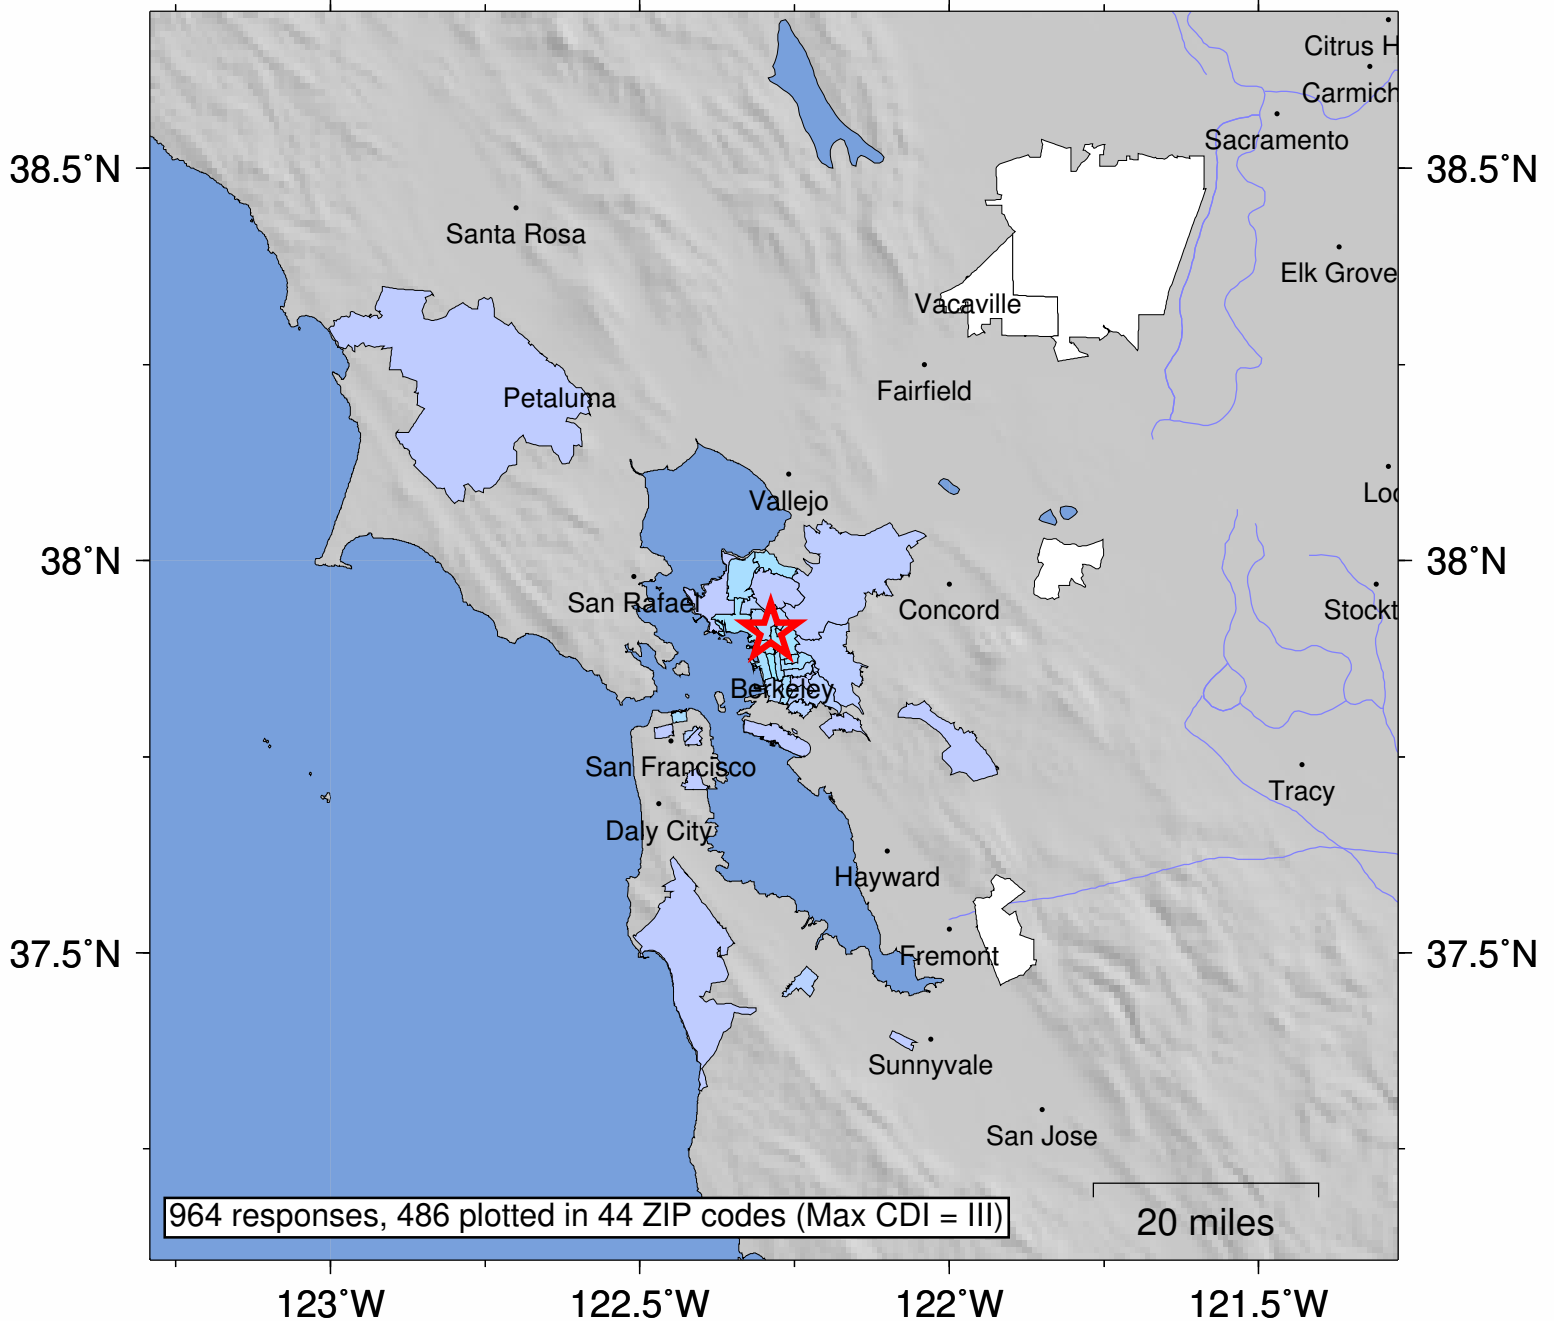 Citrus H
Carmich
Sacramento
38.5˚N
38.5˚N
Santa Rosa
Elk Grove
Vacaville
Fairfield
Petaluma
Vallejo
Loc
38˚N
38˚N
San Rafael
Concord
Stockt
Berkeley
San Francisco
Tracy
Daly City
Hayward
37.5˚N
Fremont
37.5˚N
Sunnyvale
San Jose
964 responses, 486 plotted in 44 ZIP codes (Max CDI = III)
20 miles
123˚W
122.5˚W
122˚W
121.5˚W